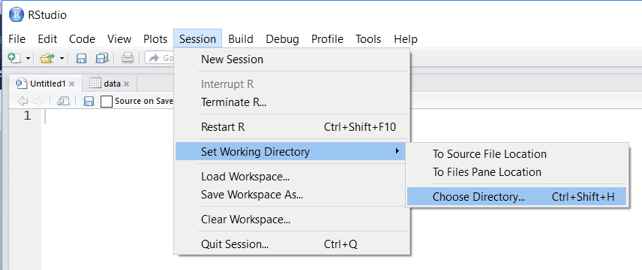 RStudio
File Edit Code View Plots Session Build Debug Profile Tools Help
New Session
Interrupt R
Terminate R...
Restart R Ctrl+Shift+F10
Set Working Directory
Load Workspace...
Save Workspace As...
Clear Workspace...
Quit Session... Ctrl+Q
To Source File Location
To Files Pane Location
Choose Directory... Ctrl+Shift+H
Go
Untitled1 data
Source on Save
1